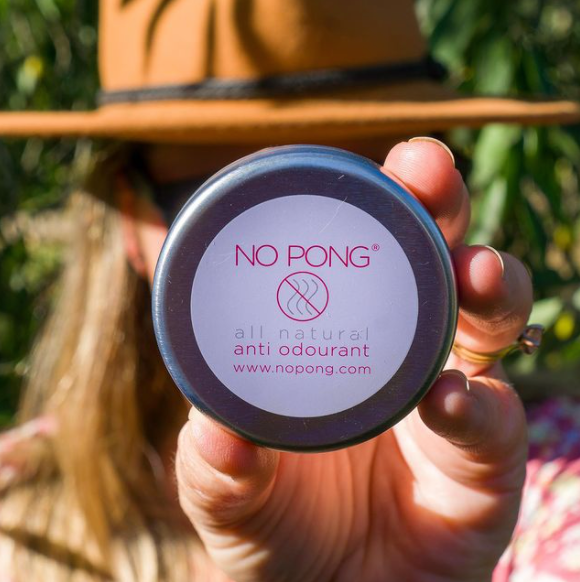 NO PONG®
all natural
anti odourant
www.nopong.com